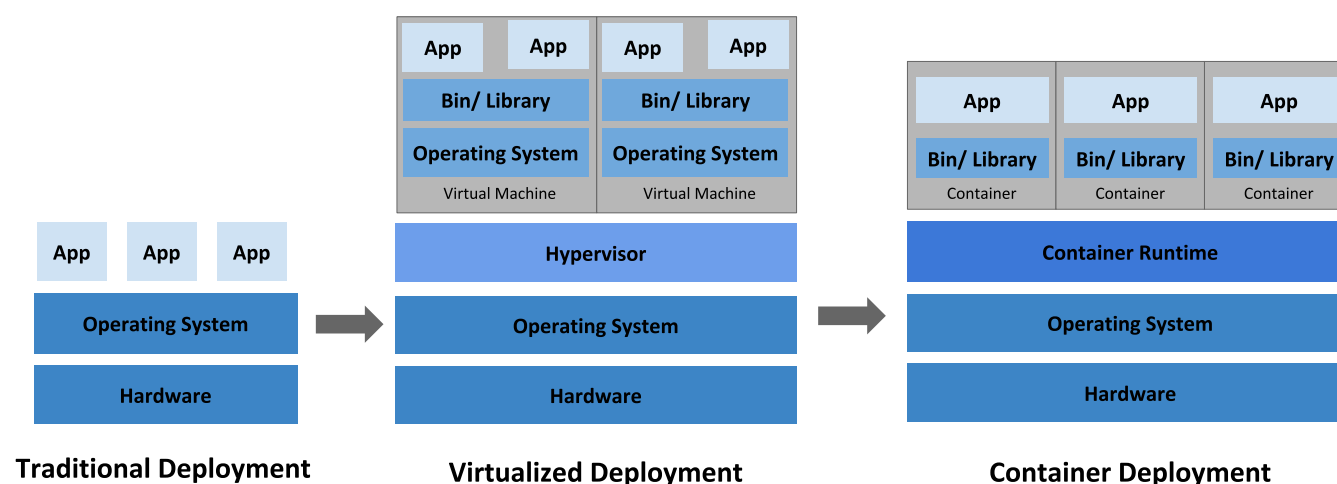 App
App
App
Operating System
Hardware
Traditional Deployment
App
App
Bin/ Library
Operating System
Virtual Machine
App
App
Bin/ Library
Operating System
Virtual Machine
Hypervisor
Operating System
Hardware
Virtualized Deployment
App
Bin/ Library
Container
App
Bin/ Library
Container
App
Bin/ Library
Container
Container Runtime
Operating System
Hardware
Container Deployment